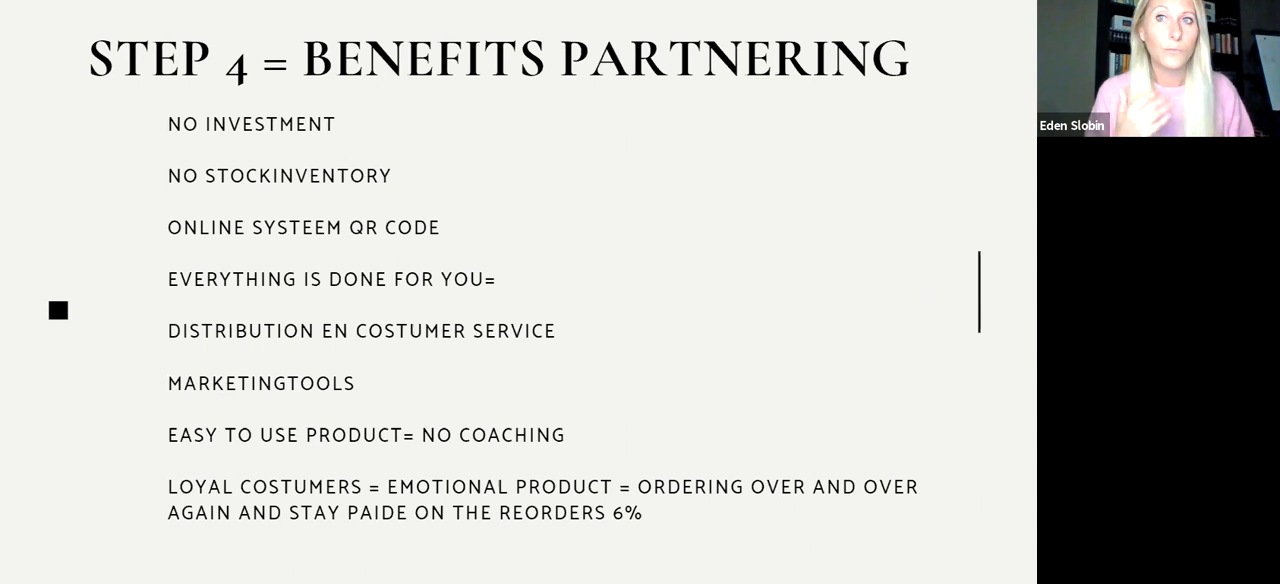 STEP 4 = BENEFITS PARTNERING
NO INVESTMENT
NO STOCKINVENTORY
ONLINE SYSTEEM QR CODE
EVERYTHING IS DONE FOR YOU=
DISTRIBUTION EN COSTUMER SERVICE
MARKETINGTOOLS
EASY TO USE PRODUCT= NO COACHING
LOYAL COSTUMERS = EMOTIONAL PRODUCT = ORDERING OVER AND OVER
AGAIN AND STAY PAIDE ON THE REORDERS 6%
Eden Slobin